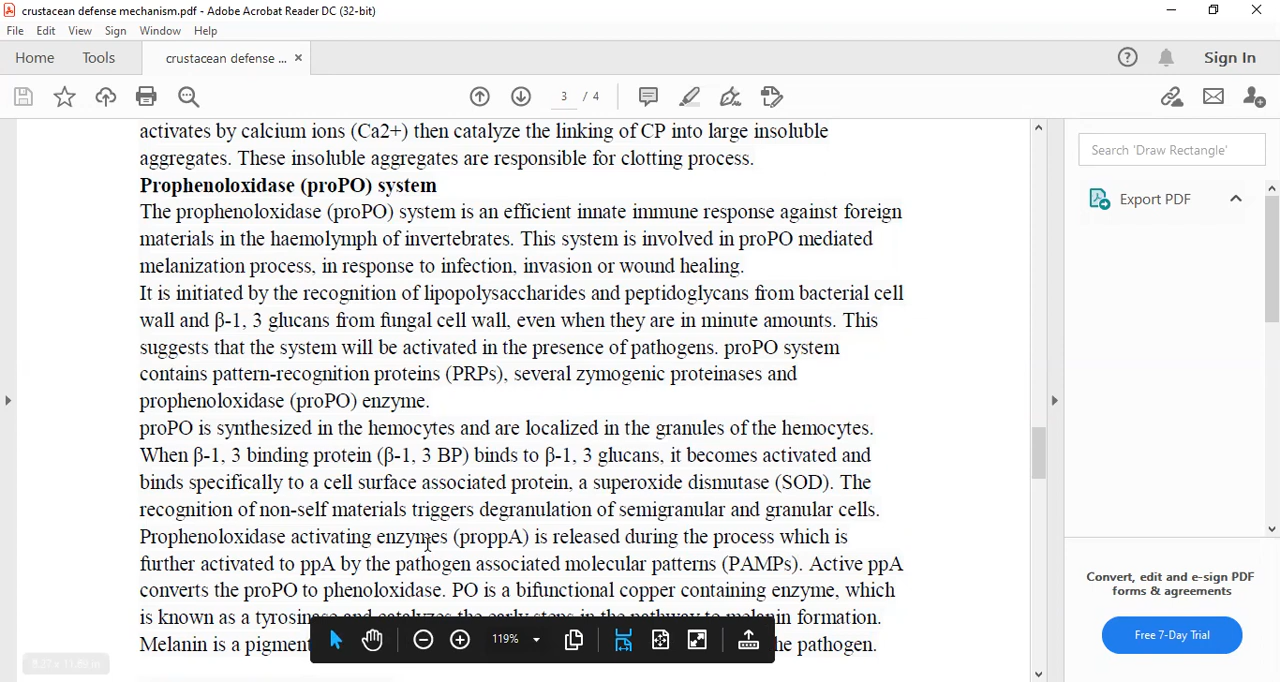 crustacean defense mechanism.pdf - Adobe Acrobat Reader DC (32-bit)
File Edit View Sign Window Help
Home Tools crustacean defense ... × Sign In
3 / 4
activates by calcium ions (Ca2+) then catalyze the linking of CP into large insoluble
aggregates. These insoluble aggregates are responsible for clotting process.
Prophenoloxidase (proPO) system
The prophenoloxidase (proPO) system is an efficient innate immune response against foreign
materials in the haemolymph of invertebrates. This system is involved in proPO mediated
melanization process, in response to infection, invasion or wound healing.
It is initiated by the recognition of lipopolysaccharides and peptidoglycans from bacterial cell
wall and β-1, 3 glucans from fungal cell wall, even when they are in minute amounts. This
suggests that the system will be activated in the presence of pathogens. proPO system
contains pattern-recognition proteins (PRPs), several zymogenic proteinases and
prophenoloxidase (proPO) enzyme.
proPO is synthesized in the hemocytes and are localized in the granules of the hemocytes.
When β-1, 3 binding protein (β-1, 3 BP) binds to β-1, 3 glucans, it becomes activated and
binds specifically to a cell surface associated protein, a superoxide dismutase (SOD). The
recognition of non-self materials triggers degranulation of semigranular and granular cells.
Prophenoloxidase activating enzymes (proppA) is released during the process which is
further activated to ppA by the pathogen associated molecular patterns (PAMPs). Active ppA
converts the proPO to phenoloxidase. PO is a bifunctional copper containing enzyme, which
is known as a tyrosinase and catalyzes the early steps in the pathway to melanin formation.
Melanin is a pigment he pathogen.
119%
Search 'Draw Rectangle'
Export PDF
Convert, edit and e-sign PDF
forms & agreements
Free 7-Day Trial